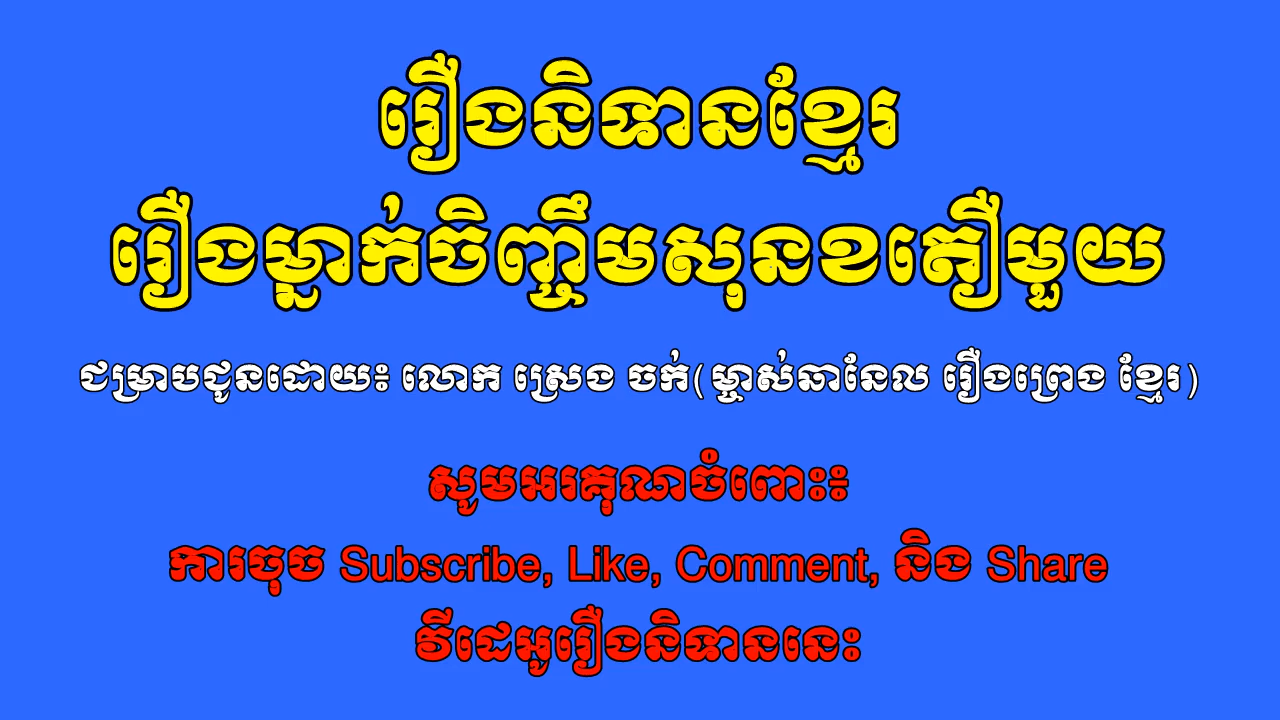 រឿងនិទានខ្មែរ
រឿងម្នាក់ចិញ្ចឹមសុនខតឿមួយ
ជម្រាបជូនដោយ៖ លោក ស្រេង ចក់(ម្ចាស់ឆានែល រឿងព្រេង ខ្មែរ)
សូមអរគុណចំពោះ៖
ការចុច Subscribe, Like, Comment, និង Share
វីដេអូរឿងនិទាននេះ